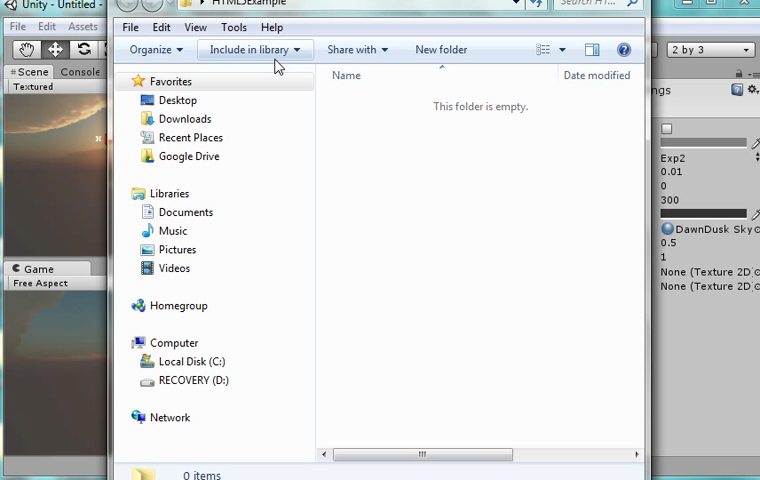 Unity - Untitled -
HTML5Example
Search HT...
File Edit Assets
File Edit View Tools Help
Organize Include in library Share with New folder
2 by 3
Scene Console
Textured
Favorites
Desktop
Downloads
Recent Places
Google Drive
Libraries
Documents
Music
Pictures
Videos
Homegroup
Computer
Local Disk (C:)
RECOVERY (D:)
Network
Name Date modified
This folder is empty.
0 items
Game
Free Aspect
ngs
Exp2
0.01
0
300
DawnDusk Sky
0.5
1
None (Texture 2D)
None (Texture 2D)